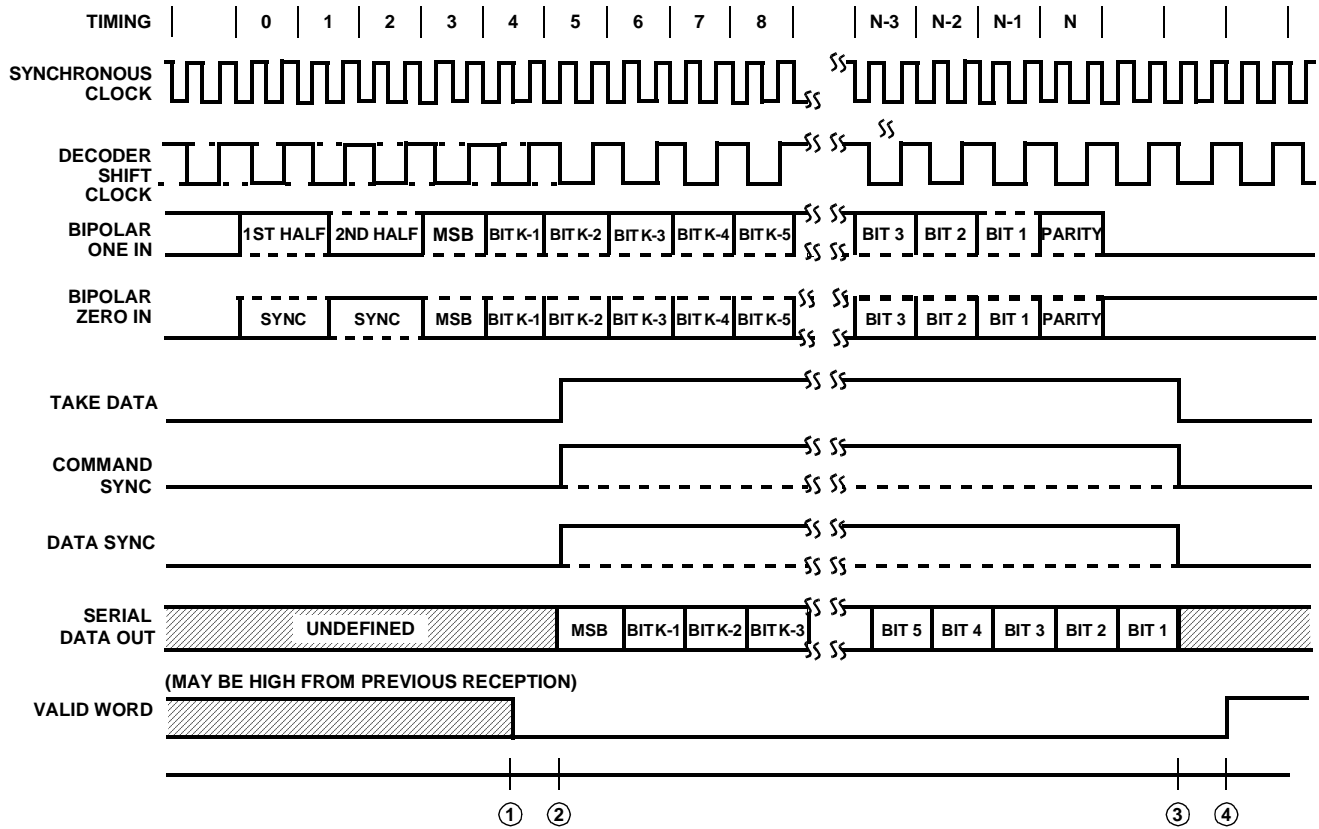 TIMING 0 1 2 3 4 5 6 7 8 N-3 N-2 N-1 N
SYNCHRONOUS
CLOCK
DECODER
SHIFT
CLOCK
BIPOLAR
ONE IN
1ST HALF 2ND HALF MSB BIT K-1 BIT K-2 BIT K-3 BIT K-4 BIT K-5 BIT 3 BIT 2 BIT 1 PARITY
BIPOLAR
ZERO IN
SYNC SYNC MSB BIT K-1 BIT K-2 BIT K-3 BIT K-4 BIT K-5 BIT 3 BIT 2 BIT 1 PARITY
TAKE DATA
COMMAND
SYNC
DATA SYNC
SERIAL
DATA OUT
UNDEFINED MSB BIT K-1 BIT K-2 BIT K-3 BIT 5 BIT 4 BIT 3 BIT 2 BIT 1
(MAY BE HIGH FROM PREVIOUS RECEPTION)
VALID WORD
1 2 3 4